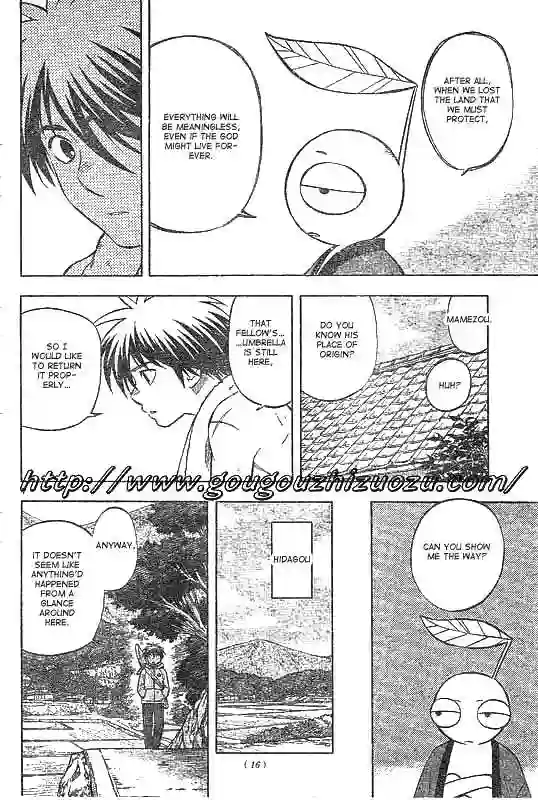 AFTER ALL,
WHEN WE LOST
THE LAND THAT
WE MUST
PROTECT,
EVERYTHING WILL
BE MEANINGLESS,
EVEN IF THE GOD
MIGHT LIVE FOR-
EVER.
MAMEZOU.
HUH?
DO YOU
KNOW HIS
PLACE OF
ORIGIN?
THAT
FELLOW'S...
...UMBRELLA
IS STILL
HERE,
SO I
WOULD LIKE
TO RETURN
IT PROP-
ERLY...
http://www.gougouzhizuozu.com/
CAN YOU SHOW
ME THE WAY?
HIDAGOU
ANYWAY,
IT DOESN'T
SEEM LIKE
ANYTHING'D
HAPPENED
FROM A
GLANCE
AROUND
HERE.
(16)